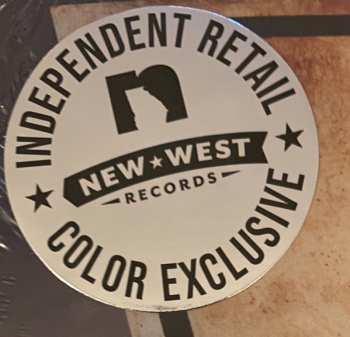 INDEPENDENT RETAIL
n
NEW★WEST
RECORDS
★ ★
COLOR EXCLUSIVE